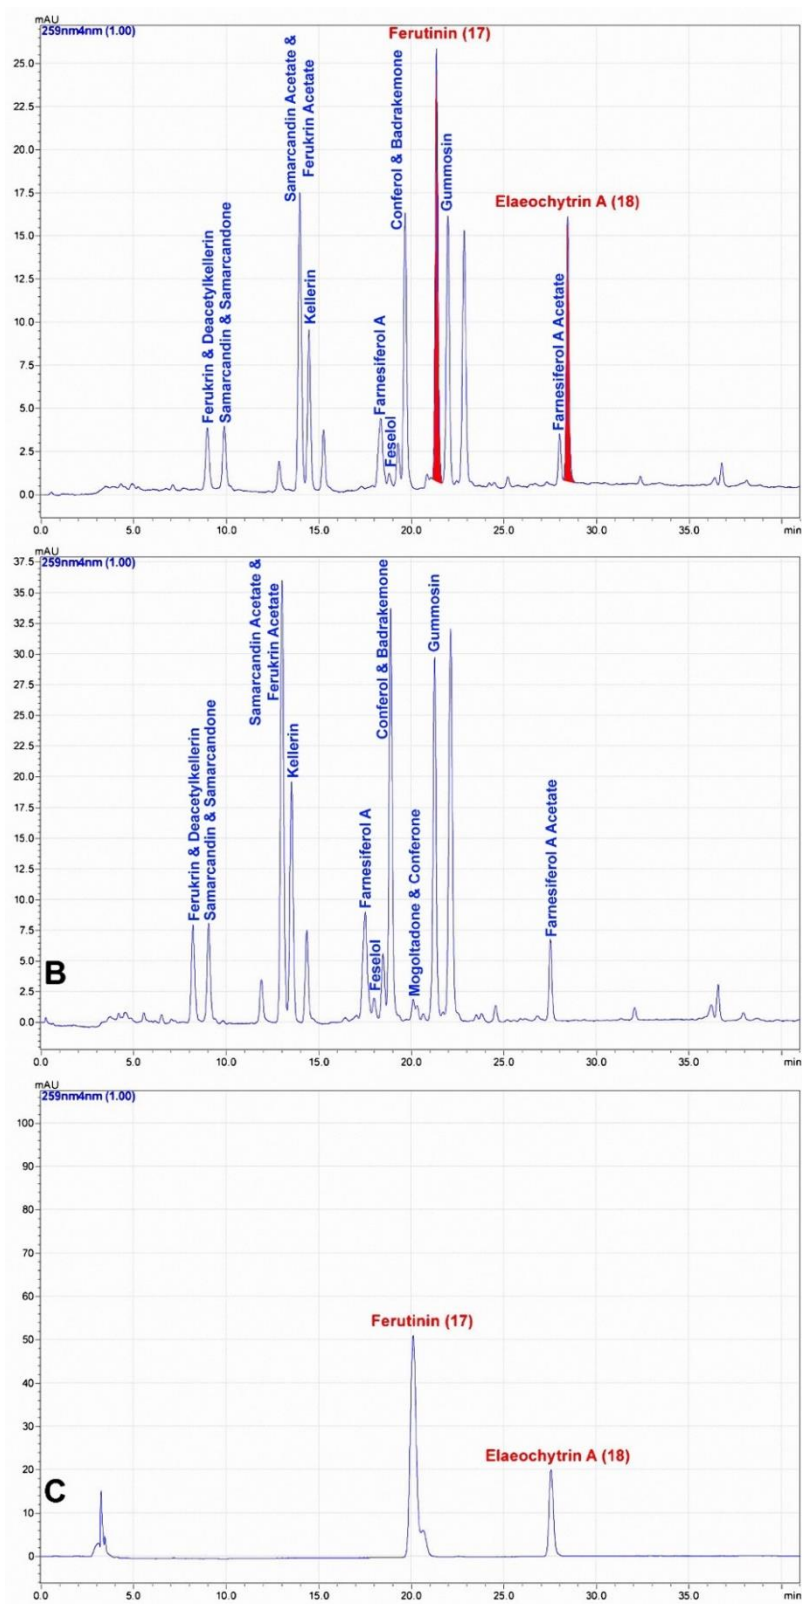 mAU
259nm4nm (1.00)
Ferutinin (17)
Samarcandin Acetate &
Ferukrin Acetate
Conferol & Badrakemone
Gummosin
Elaeochytrin A (18)
Ferukrin & Deacetylkellerin
Samarcandin & Samarcandone
Kellerin
Farnesiferol A
Feselol
Farnesiferol A Acetate
25.0
22.5
20.0
17.5
15.0
12.5
10.0
7.5
5.0
2.5
0.0
0.0 5.0 10.0 15.0 20.0 25.0 30.0 35.0 min
mAU
259nm4nm (1.00)
Samarcandin Acetate &
Ferukrin Acetate
Conferol & Badrakemone
Gummosin
Ferukrin & Deacetylkellerin
Samarcandin & Samarcandone
Kellerin
Farnesiferol A
Feselol
Mogoltadone & Conferone
Farnesiferol A Acetate
B
37.5
35.0
32.5
30.0
27.5
25.0
22.5
20.0
17.5
15.0
12.5
10.0
7.5
5.0
2.5
0.0
0.0 5.0 10.0 15.0 20.0 25.0 30.0 35.0 min
mAU
259nm4nm (1.00)
Ferutinin (17)
Elaeochytrin A (18)
C
100
90
80
70
60
50
40
30
20
10
0
0.0 5.0 10.0 15.0 20.0 25.0 30.0 35.0 min